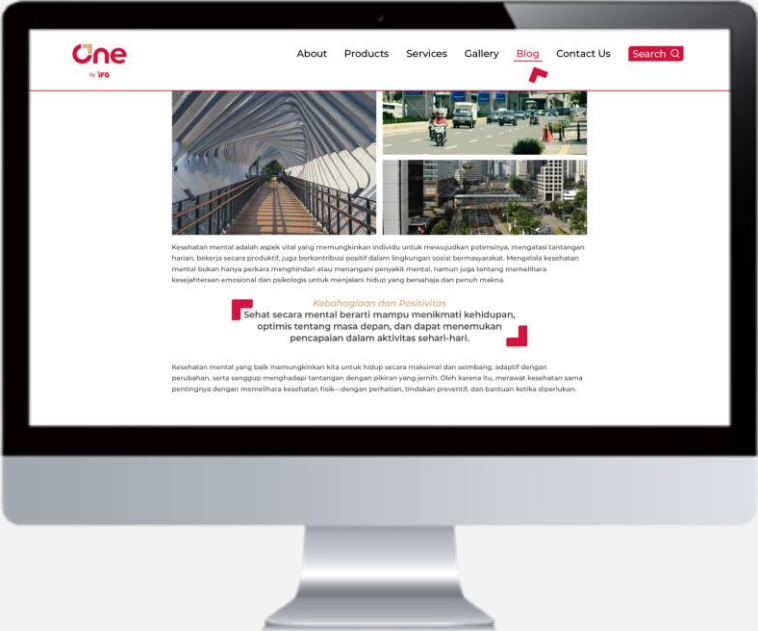 One
by IFG
About Products Services Gallery Blog Contact Us Search
Kesehatan mental adalah aspek vital yang memungkinkan individu untuk mewujudkan potensinya, mengatasi tantangan
harian, bekerja secara produktif, juga berkontribusi positif dalam lingkungan sosial bermasyarakat. Mengelola kesehatan
mental bukan hanya perkara menghindari atau menangani penyakit mental, namun juga tentang memelihara
kesejahteraan emosional dan psikologis untuk menjalani hidup yang bersahaja dan penuh makna.
Kebahagiaan dan Positivitas
Sehat secara mental berarti mampu menikmati kehidupan,
optimis tentang masa depan, dan dapat menemukan
pencapaian dalam aktivitas sehari-hari.
Kesehatan mental yang baik memungkinkan kita untuk hidup secara maksimal dan seimbang, adaptif dengan
perubahan, serta sanggup menghadapi tantangan dengan pikiran yang jernih. Oleh karena itu, merawat kesehatan sama
pentingnya dengan memelihara kesehatan fisik—dengan perhatian, tindakan preventif, dan bantuan ketika diperlukan.